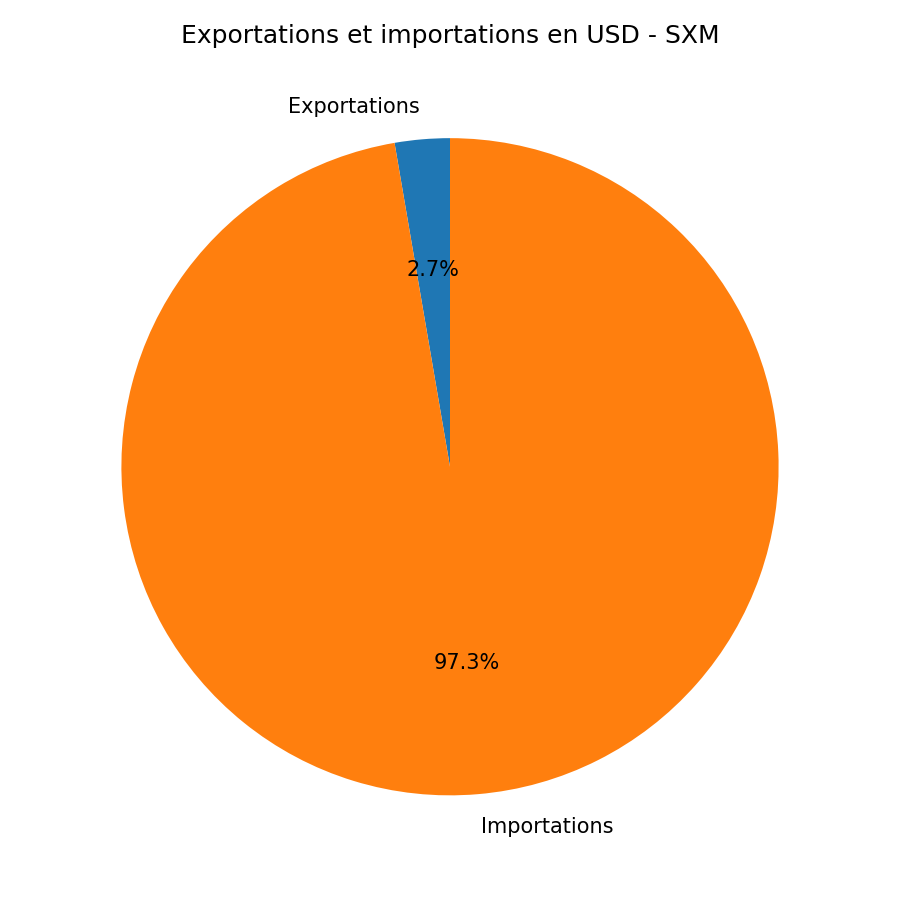 Exportations et importations en USD - SXM
Exportations
2.7%
97.3%
Importations